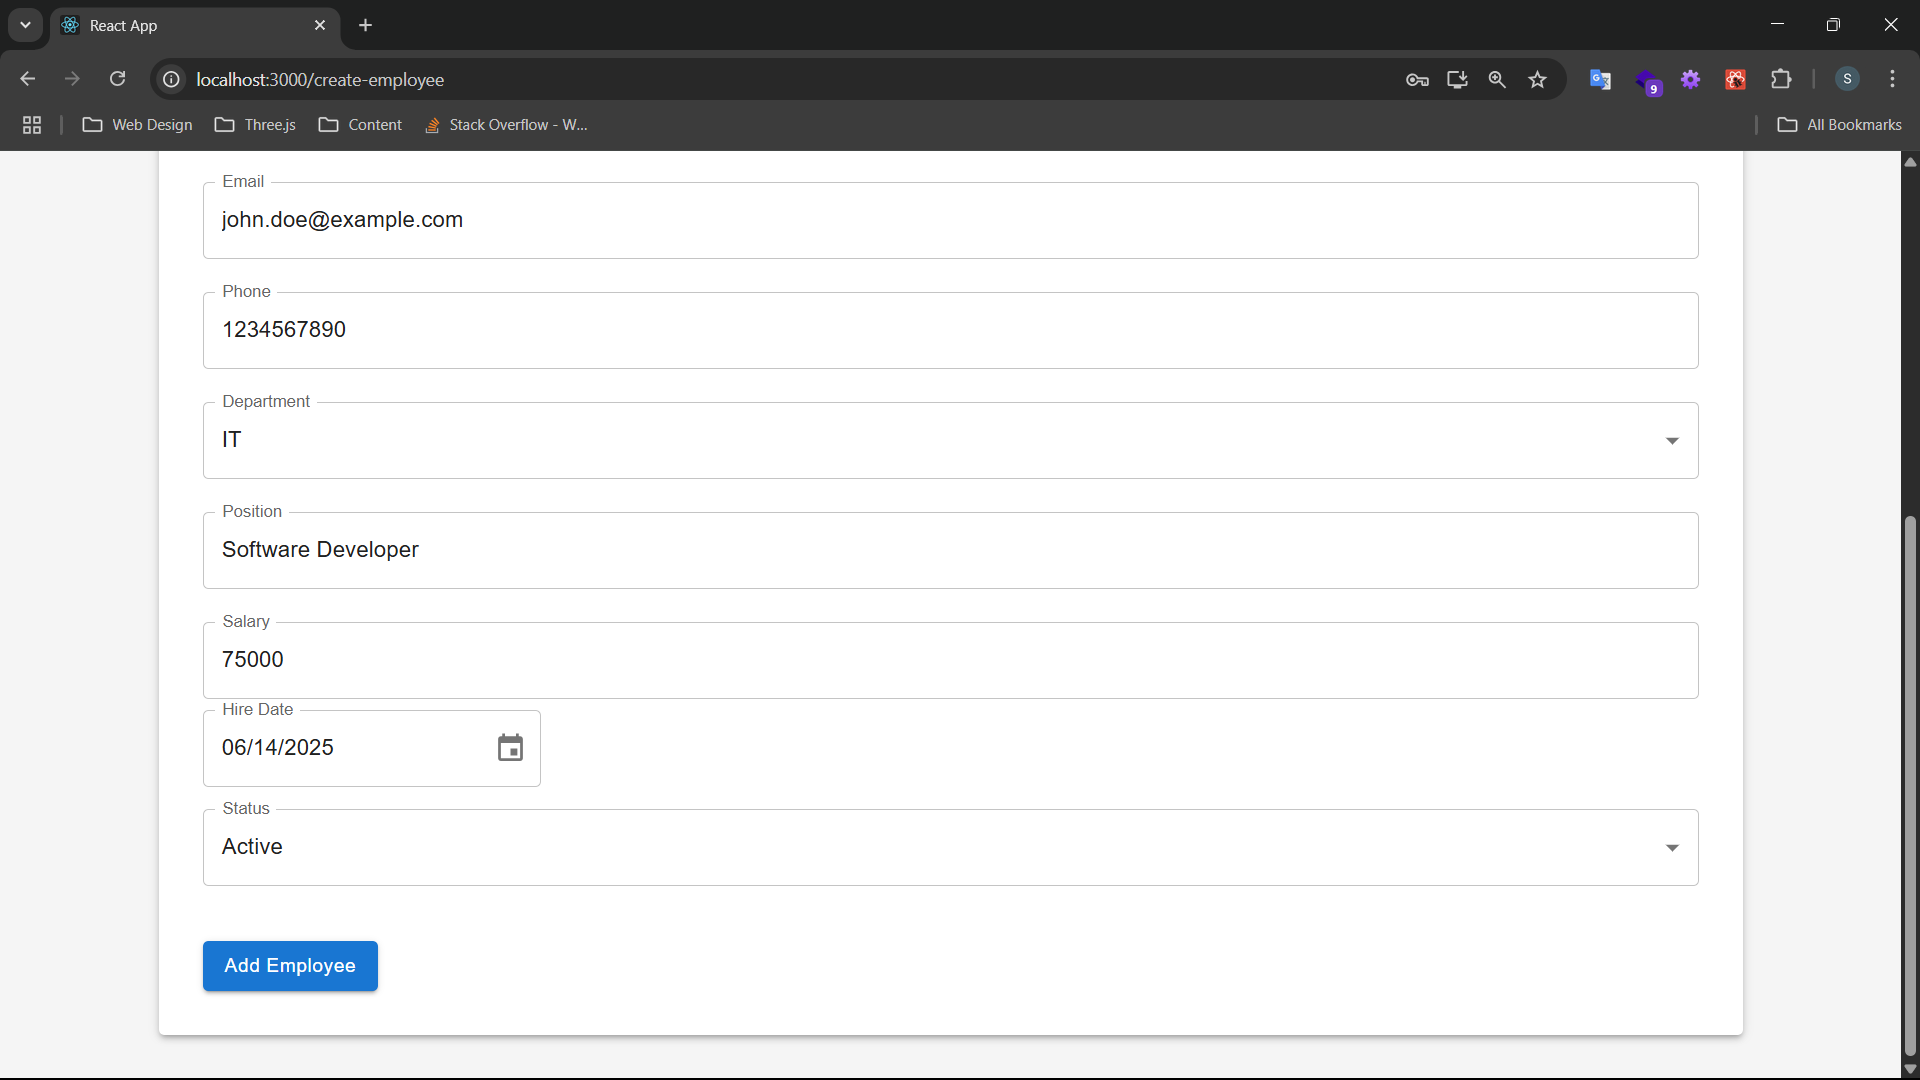 React App
localhost:3000/create-employee
9
S
Web Design
Three.js
Content
Stack Overflow - W...
All Bookmarks
Email
john.doe@example.com
Phone
1234567890
Department
IT
Position
Software Developer
Salary
75000
Hire Date
06/14/2025
Status
Active
Add Employee